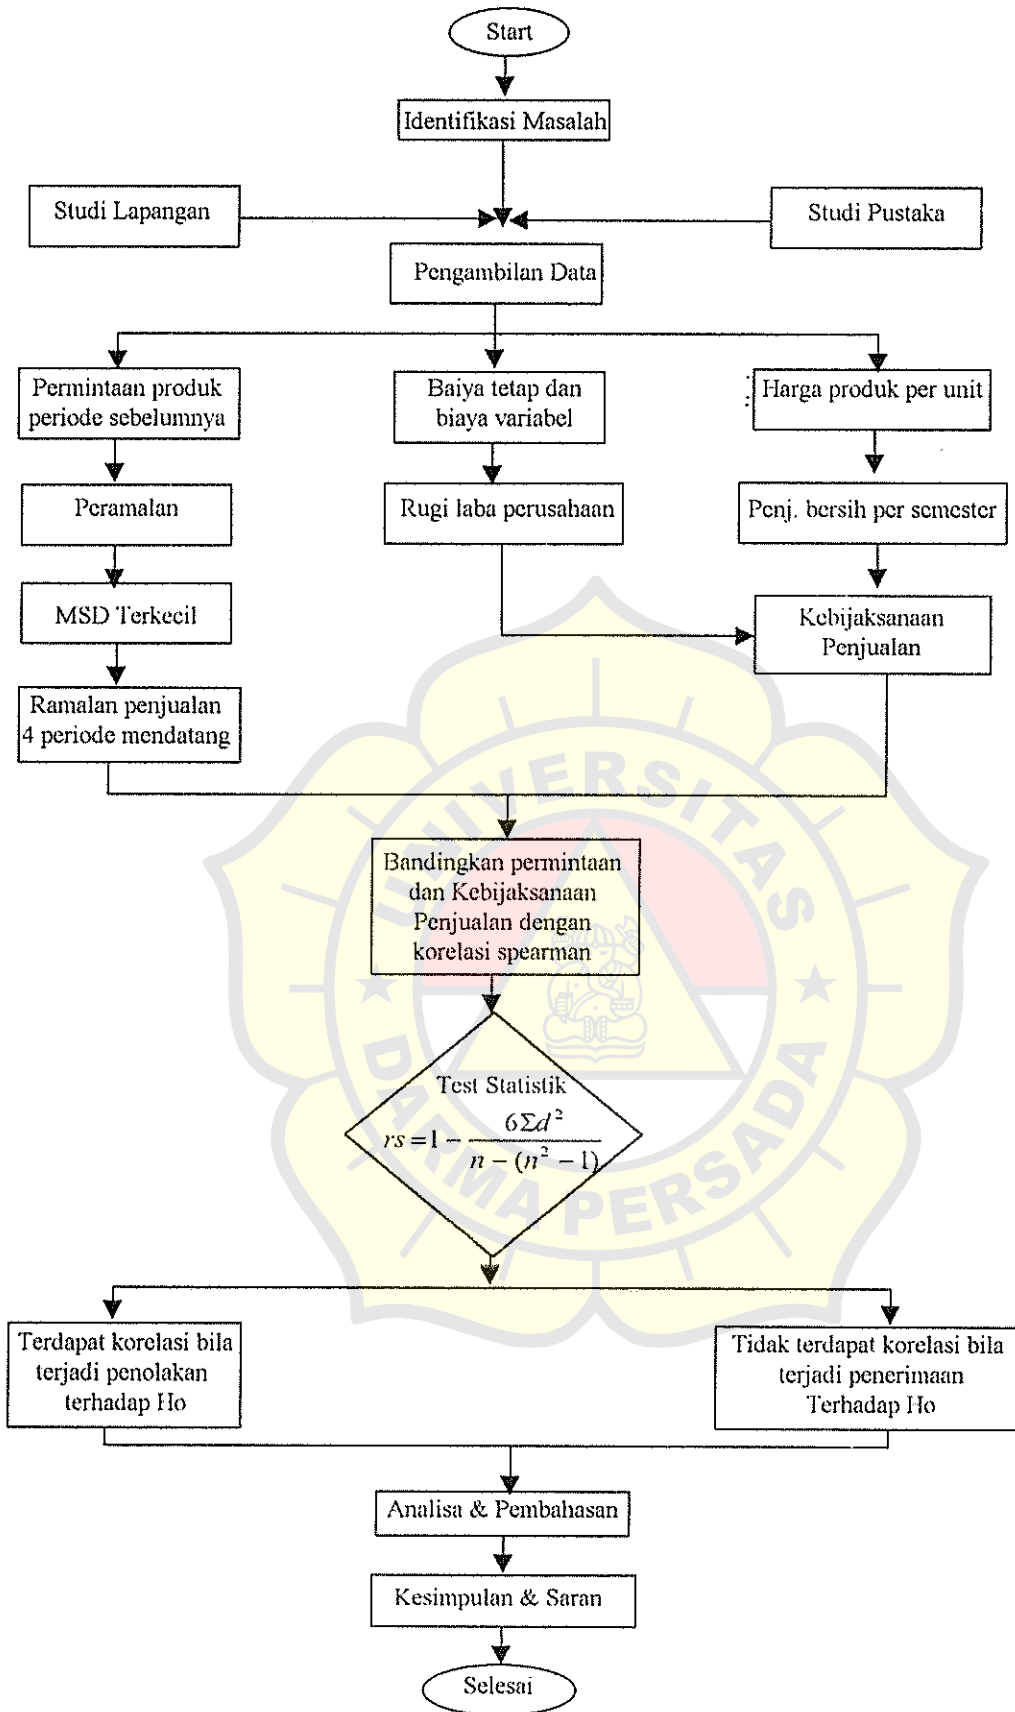 Start
Identifikasi Masalah
Studi Lapangan
Studi Pustaka
Pengambilan Data
Permintaan produk
periode sebelumnya
Baiya tetap dan
biaya variabel
: Harga produk per unit
:
Peramalan
Rugi laba perusahaan
Penj. bersih per semester
MSD Terkecil
Kebijaksanaan
Penjualan
Ramalan penjualan
4 periode mendatang
Bandingkan permintaan
dan Kebijaksanaan
Penjualan dengan
korelasi spearman
Test Statistik
rs = 1 - 6Σd² / n - (n² - 1)
Terdapat korelasi bila
terjadi penolakan
terhadap Ho
Tidak terdapat korelasi bila
terjadi penerimaan
Terhadap Ho
Analisa & Pembahasan
Kesimpulan & Saran
Selesai
UNIVERSITAS
DARMA PERSADA